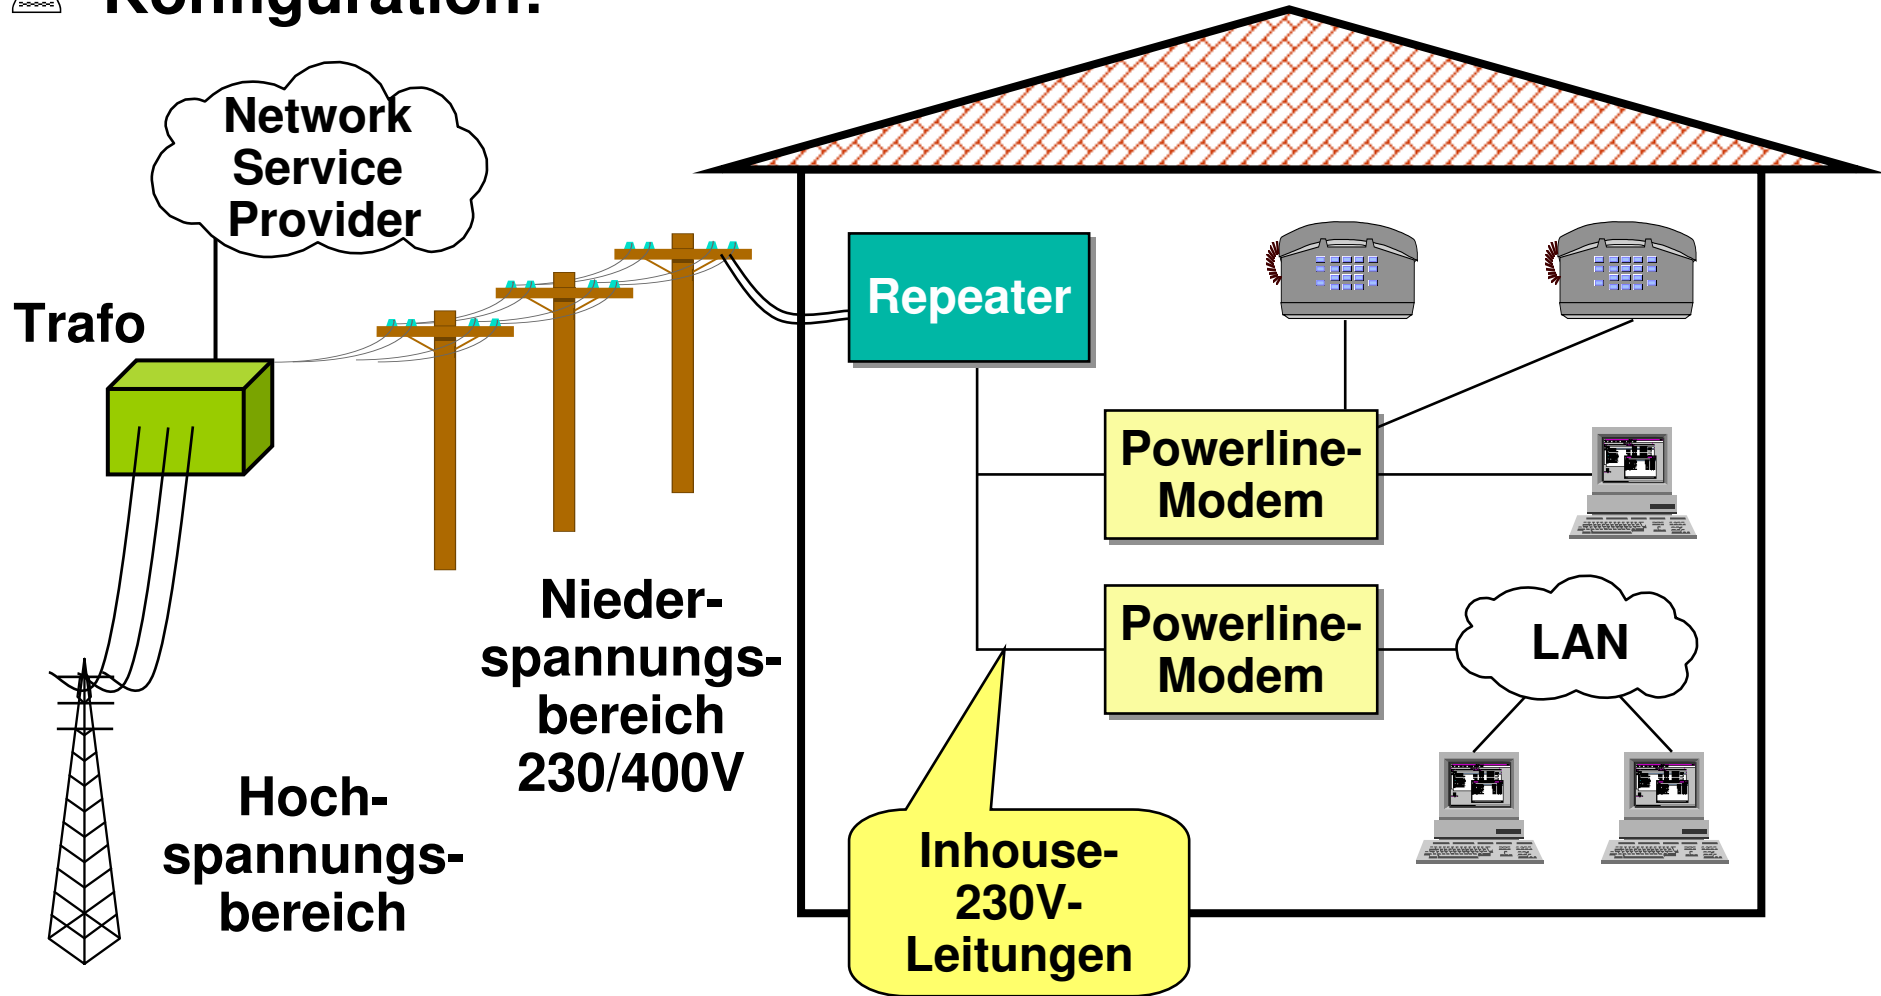 Konfiguration:
Network
Service
Provider
Trafo
Repeater
Powerline-
Modem
Nieder-
spannungs-
bereich
230/400V
Powerline-
Modem
LAN
Hoch-
spannungs-
bereich
Inhouse-
230V-
Leitungen